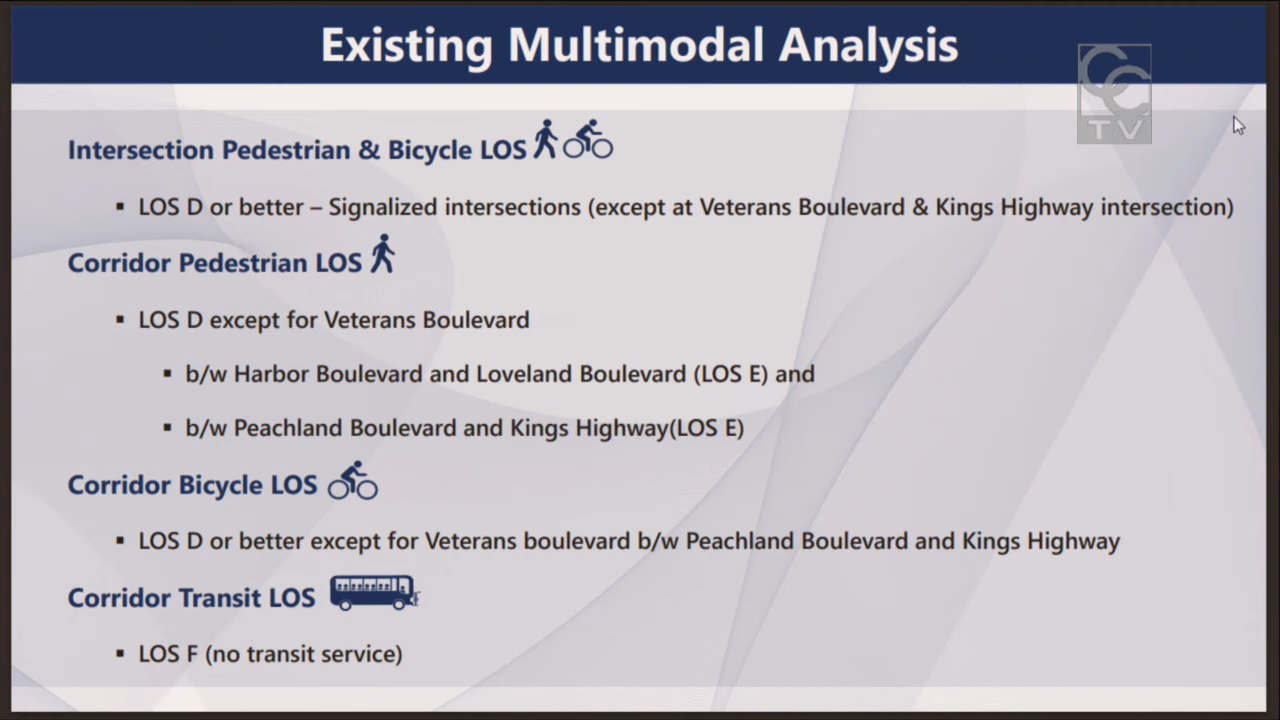 Existing Multimodal Analysis
CC
TV
Intersection Pedestrian & Bicycle LOS
▪ LOS D or better – Signalized intersections (except at Veterans Boulevard & Kings Highway intersection)
Corridor Pedestrian LOS
▪ LOS D except for Veterans Boulevard
▪ b/w Harbor Boulevard and Loveland Boulevard (LOS E) and
▪ b/w Peachland Boulevard and Kings Highway(LOS E)
Corridor Bicycle LOS
▪ LOS D or better except for Veterans boulevard b/w Peachland Boulevard and Kings Highway
Corridor Transit LOS
▪ LOS F (no transit service)